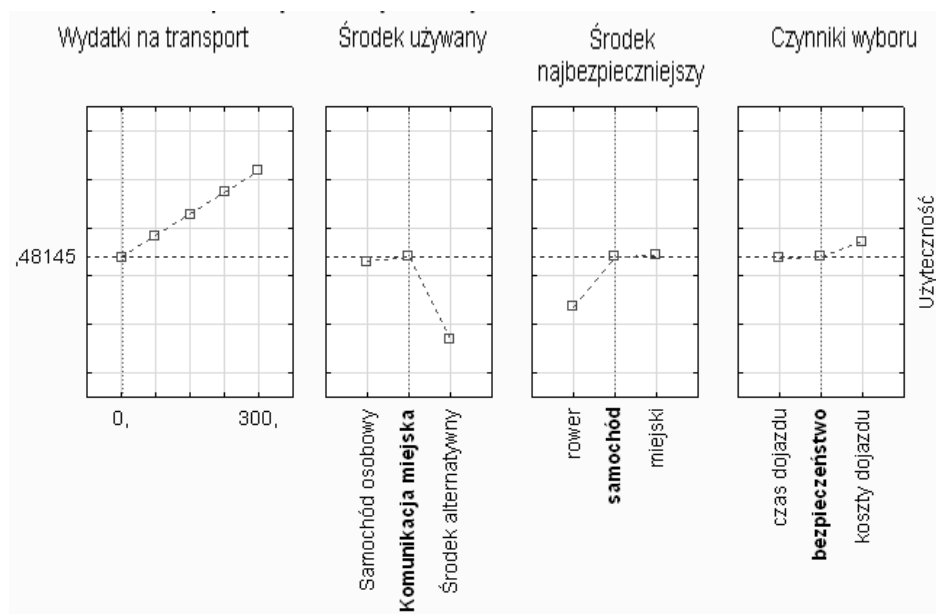 Wydatki na transport
Środek używany
Środek
najbezpieczniejszy
Czynniki wyboru
,48145
Użyteczność
0,
300,
Samochód osobowy
Komunikacja miejska
Środek alternatywny
rower
samochód
miejski
czas dojazdu
bezpieczeństwo
koszty dojazdu